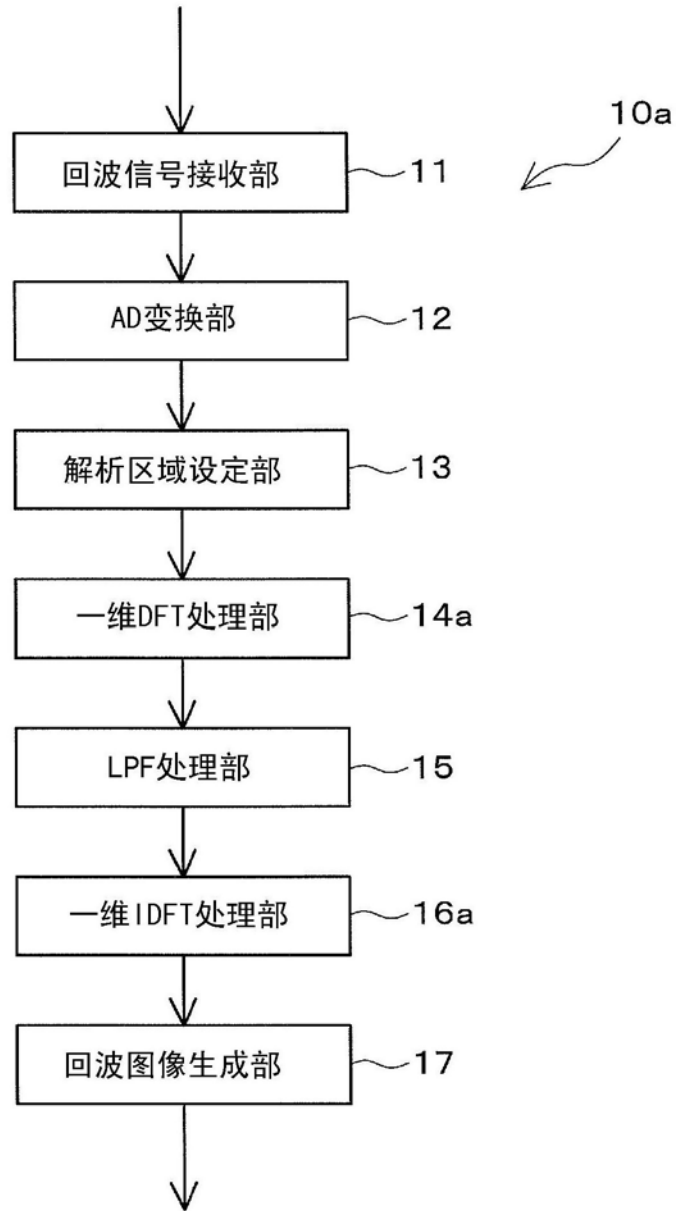 10a
回波信号接收部 11
AD变换部 12
解析区域设定部 13
一维DFT处理部 14a
LPF处理部 15
一维IDFT处理部 16a
回波图像生成部 17